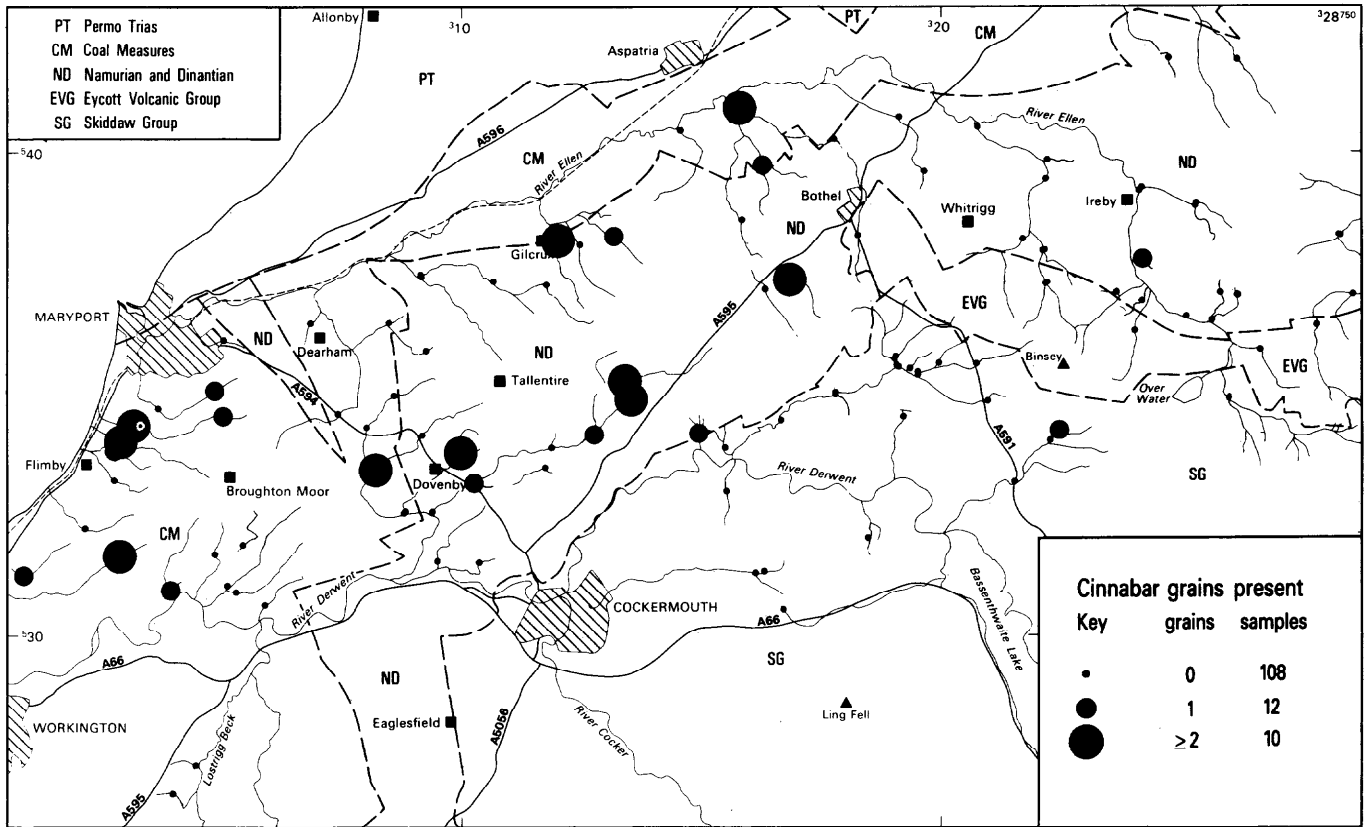 PT Permo Trias
CM Coal Measures
ND Namurian and Dinantian
EVG Eycott Volcanic Group
SG Skiddaw Group
Allonby
³10
PT
³20
³28⁷⁵⁰
CM
Aspatria
PT
A596
River Ellen
⁵40
CM
River Ellen
ND
Bothel
Whitrigg
Ireby
ND
Gilcrux
EVG
MARYPORT
A595
ND
Dearham
ND
Binsey
EVG
Tallentire
Over
Water
A594
A591
Flimby
Dovenby
River Derwent
SG
Broughton Moor
CM
Bassenthwaite Lake
River Derwent
COCKERMOUTH
⁵30
A66
A66
SG
ND
WORKINGTON
Eaglesfield
Ling Fell
Lostrigg Beck
A5056
River Cocker
A595
Cinnabar grains present
Key grains samples
0 108
1 12
≥2 10